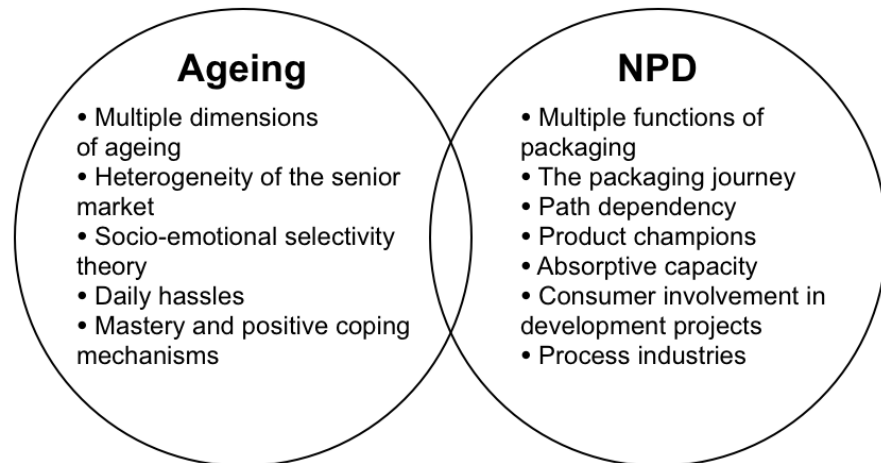 Ageing
• Multiple dimensions
of ageing
• Heterogeneity of the senior
market
• Socio-emotional selectivity
theory
• Daily hassles
• Mastery and positive coping
mechanisms
NPD
• Multiple functions of
packaging
• The packaging journey
• Path dependency
• Product champions
• Absorptive capacity
• Consumer involvement in
development projects
• Process industries